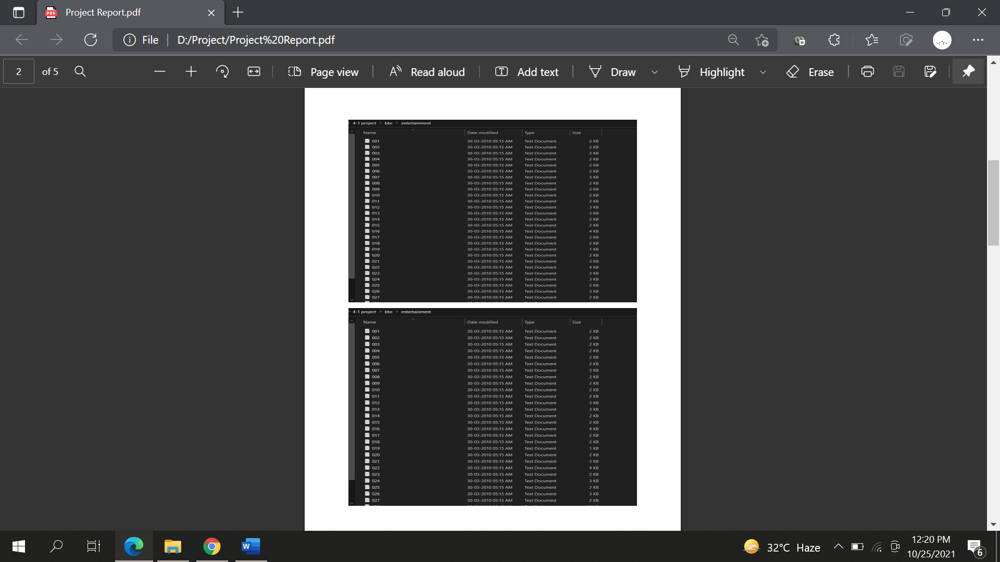 Project Report.pdf
File D:/Project/Project%20Report.pdf
2 of 5 Page view Read aloud Add text Draw Highlight Erase
4-1 project > bbc > entertainment
Name Date modified Type Size
001 30-03-2010 05:15 AM Text Document 2 KB
002 30-03-2010 05:15 AM Text Document 2 KB
003 30-03-2010 05:15 AM Text Document 2 KB
004 30-03-2010 05:15 AM Text Document 2 KB
005 30-03-2010 05:15 AM Text Document 2 KB
006 30-03-2010 05:15 AM Text Document 2 KB
007 30-03-2010 05:15 AM Text Document 3 KB
008 30-03-2010 05:15 AM Text Document 2 KB
009 30-03-2010 05:15 AM Text Document 2 KB
010 30-03-2010 05:15 AM Text Document 2 KB
011 30-03-2010 05:15 AM Text Document 2 KB
012 30-03-2010 05:15 AM Text Document 3 KB
013 30-03-2010 05:15 AM Text Document 3 KB
014 30-03-2010 05:15 AM Text Document 2 KB
015 30-03-2010 05:15 AM Text Document 2 KB
016 30-03-2010 05:15 AM Text Document 4 KB
017 30-03-2010 05:15 AM Text Document 2 KB
018 30-03-2010 05:15 AM Text Document 2 KB
019 30-03-2010 05:15 AM Text Document 1 KB
020 30-03-2010 05:15 AM Text Document 2 KB
021 30-03-2010 05:15 AM Text Document 3 KB
022 30-03-2010 05:15 AM Text Document 4 KB
023 30-03-2010 05:15 AM Text Document 2 KB
024 30-03-2010 05:15 AM Text Document 3 KB
025 30-03-2010 05:15 AM Text Document 2 KB
026 30-03-2010 05:15 AM Text Document 3 KB
027 30-03-2010 05:15 AM Text Document 2 KB
4-1 project > bbc > entertainment
Name Date modified Type Size
001 30-03-2010 05:15 AM Text Document 2 KB
002 30-03-2010 05:15 AM Text Document 2 KB
003 30-03-2010 05:15 AM Text Document 2 KB
004 30-03-2010 05:15 AM Text Document 2 KB
005 30-03-2010 05:15 AM Text Document 2 KB
006 30-03-2010 05:15 AM Text Document 2 KB
007 30-03-2010 05:15 AM Text Document 3 KB
008 30-03-2010 05:15 AM Text Document 2 KB
009 30-03-2010 05:15 AM Text Document 2 KB
010 30-03-2010 05:15 AM Text Document 2 KB
011 30-03-2010 05:15 AM Text Document 2 KB
012 30-03-2010 05:15 AM Text Document 3 KB
013 30-03-2010 05:15 AM Text Document 3 KB
014 30-03-2010 05:15 AM Text Document 2 KB
015 30-03-2010 05:15 AM Text Document 2 KB
016 30-03-2010 05:15 AM Text Document 4 KB
017 30-03-2010 05:15 AM Text Document 2 KB
018 30-03-2010 05:15 AM Text Document 2 KB
019 30-03-2010 05:15 AM Text Document 1 KB
020 30-03-2010 05:15 AM Text Document 2 KB
021 30-03-2010 05:15 AM Text Document 3 KB
022 30-03-2010 05:15 AM Text Document 4 KB
023 30-03-2010 05:15 AM Text Document 2 KB
024 30-03-2010 05:15 AM Text Document 3 KB
025 30-03-2010 05:15 AM Text Document 2 KB
026 30-03-2010 05:15 AM Text Document 3 KB
027 30-03-2010 05:15 AM Text Document 2 KB
32°C Haze
12:20 PM
10/25/2021
6